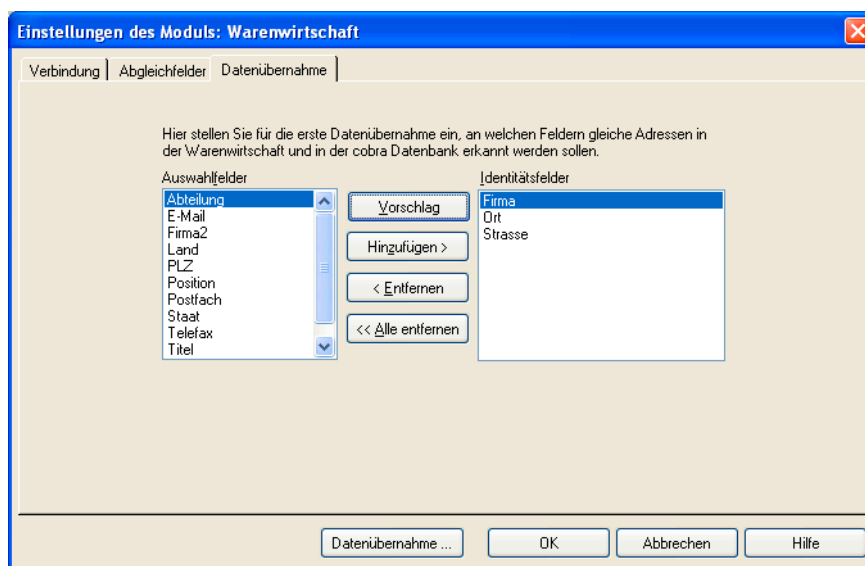 Einstellungen des Moduls: Warenwirtschaft
Verbindung Abgleichfelder Datenübernahme
Hier stellen Sie für die erste Datenübernahme ein, an welchen Feldern gleiche Adressen in
der Warenwirtschaft und in der cobra Datenbank erkannt werden sollen.
Auswahlfelder
Abteilung
E-Mail
Firma2
Land
PLZ
Position
Postfach
Staat
Telefax
Titel
Vorschlag
Hinzufügen >
< Entfernen
<< Alle entfernen
Identitätsfelder
Firma
Ort
Strasse
Datenübernahme ... OK Abbrechen Hilfe